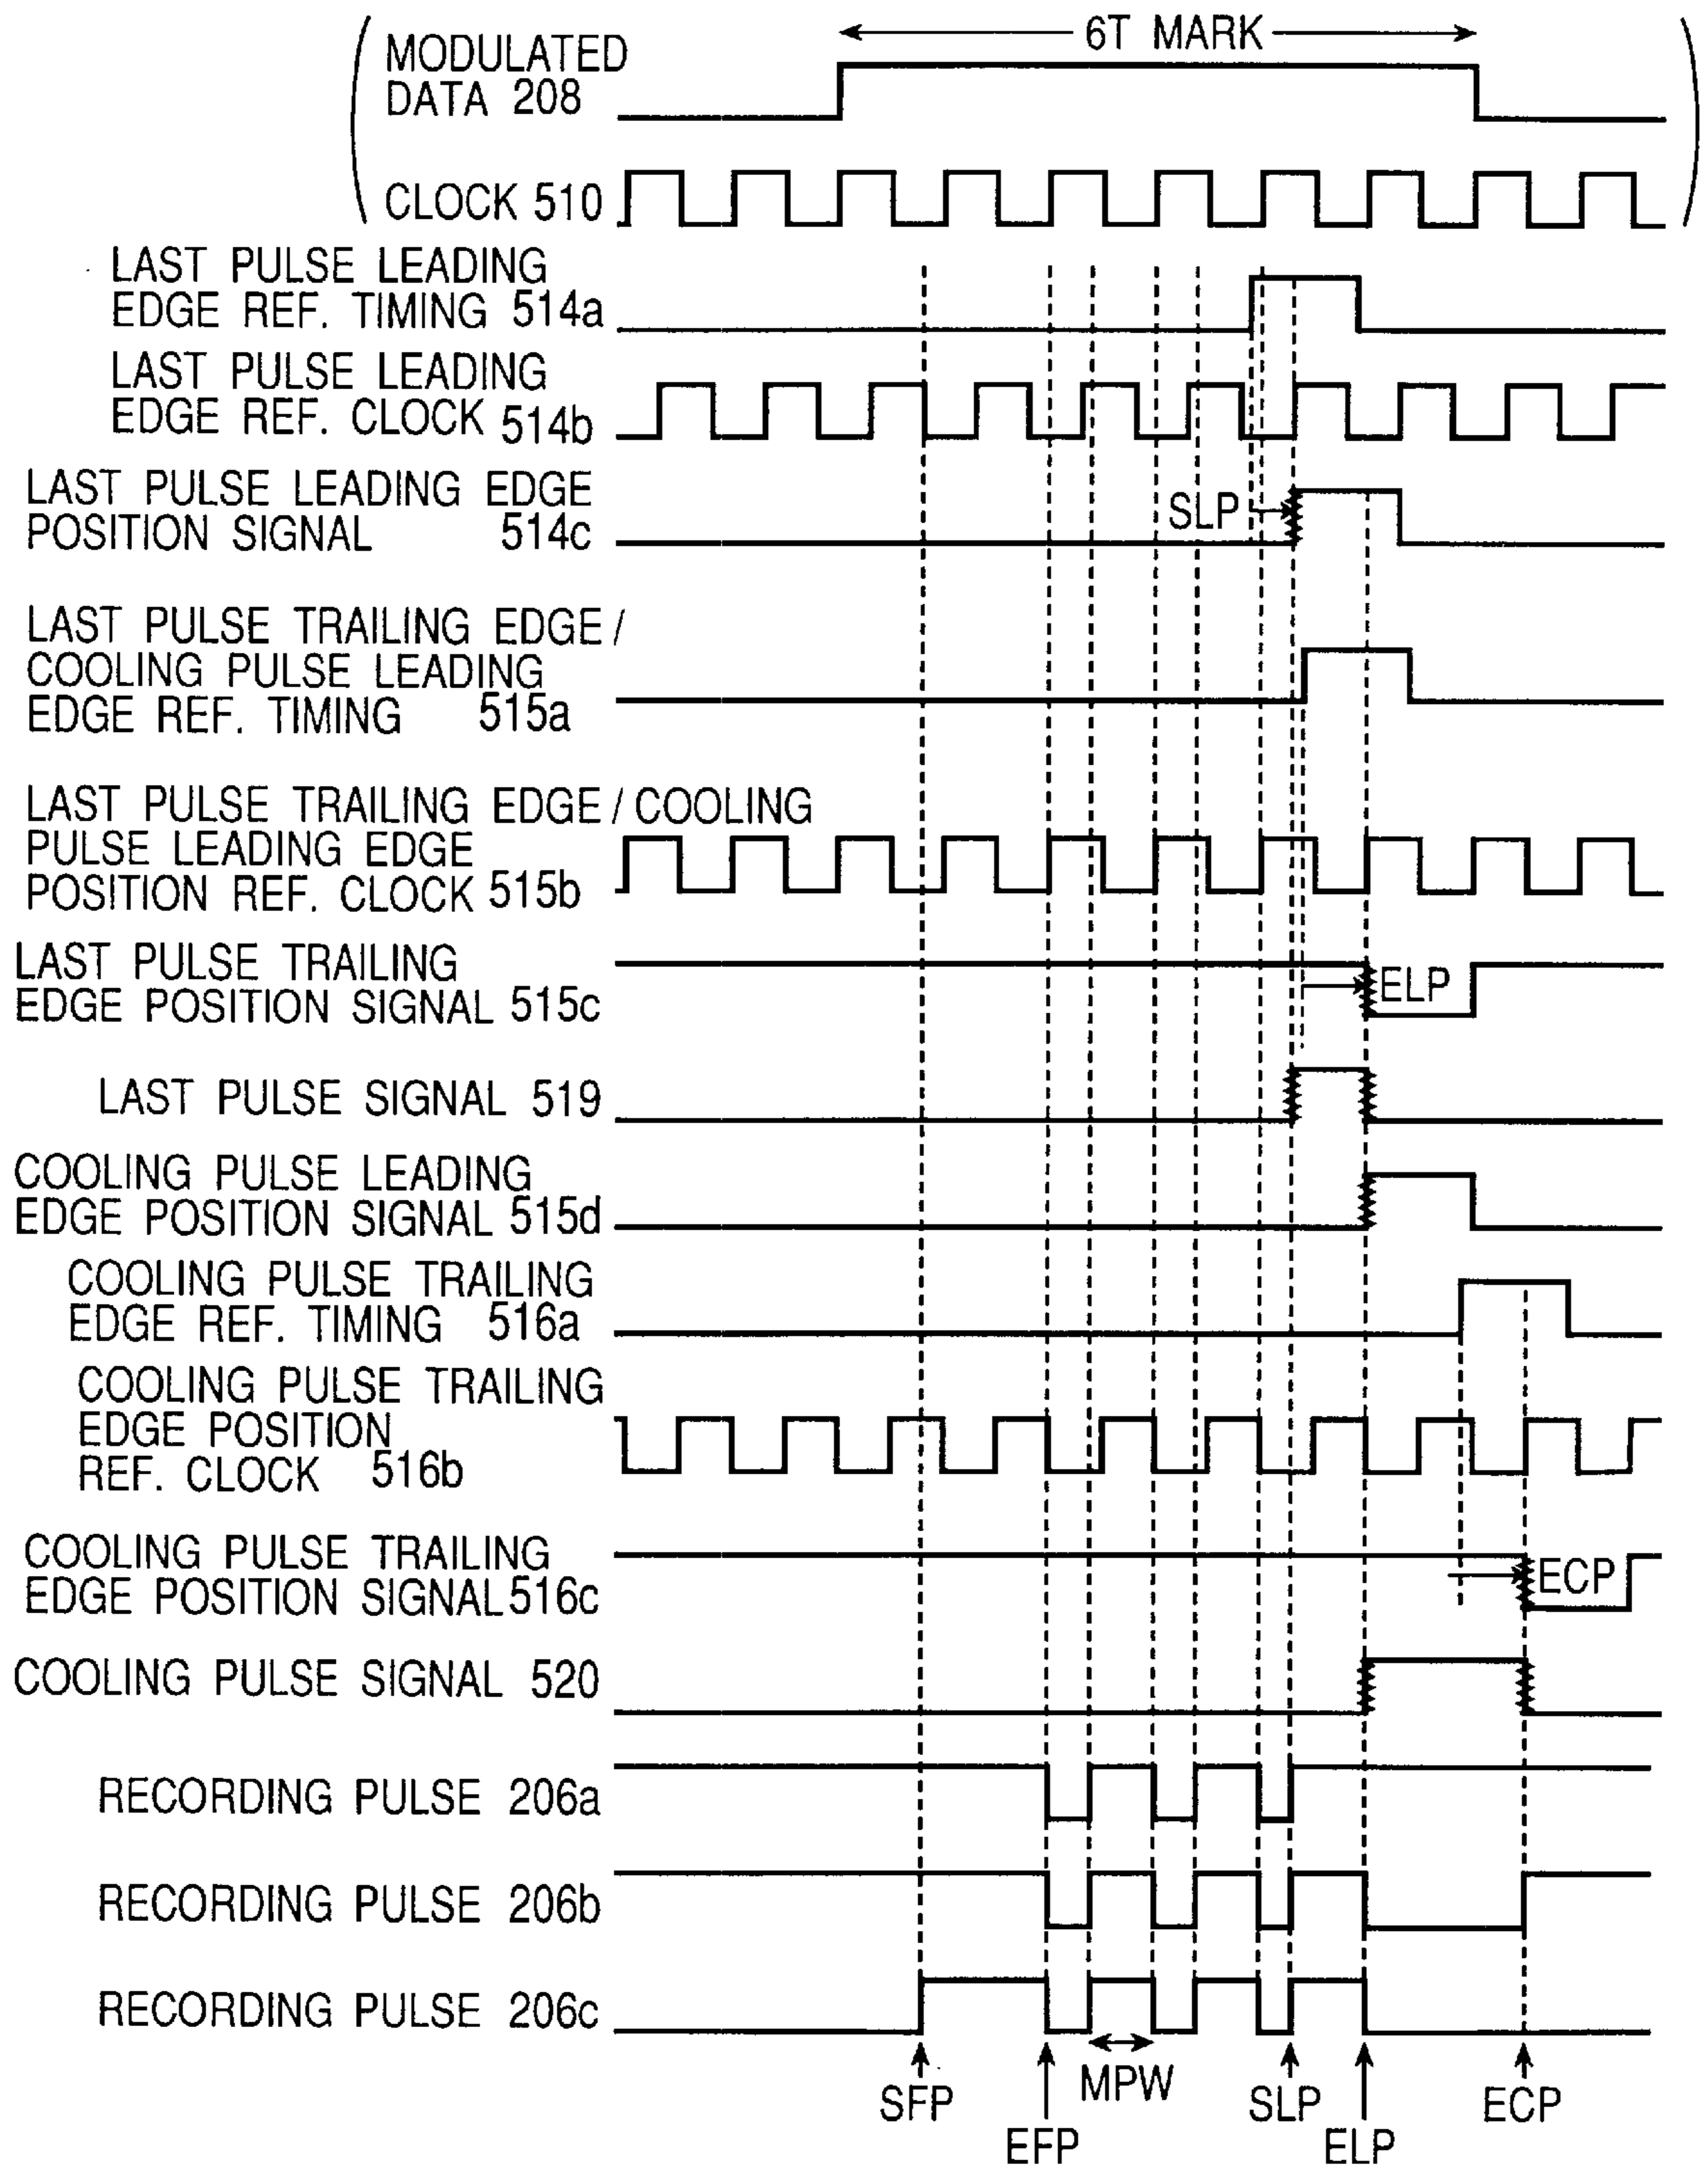 6T MARK
MODULATED
DATA 208
CLOCK 510
LAST PULSE LEADING
EDGE REF. TIMING 514a
LAST PULSE LEADING
EDGE REF. CLOCK 514b
LAST PULSE LEADING EDGE
POSITION SIGNAL 514c
SLP
LAST PULSE TRAILING EDGE /
COOLING PULSE LEADING
EDGE REF. TIMING 515a
LAST PULSE TRAILING EDGE / COOLING
PULSE LEADING EDGE
POSITION REF. CLOCK 515b
LAST PULSE TRAILING
EDGE POSITION SIGNAL 515c
ELP
LAST PULSE SIGNAL 519
COOLING PULSE LEADING
EDGE POSITION SIGNAL 515d
COOLING PULSE TRAILING
EDGE REF. TIMING 516a
COOLING PULSE TRAILING
EDGE POSITION
REF. CLOCK 516b
COOLING PULSE TRAILING
EDGE POSITION SIGNAL 516c
ECP
COOLING PULSE SIGNAL 520
RECORDING PULSE 206a
RECORDING PULSE 206b
RECORDING PULSE 206c
SFP
EFP
MPW
SLP
ELP
ECP